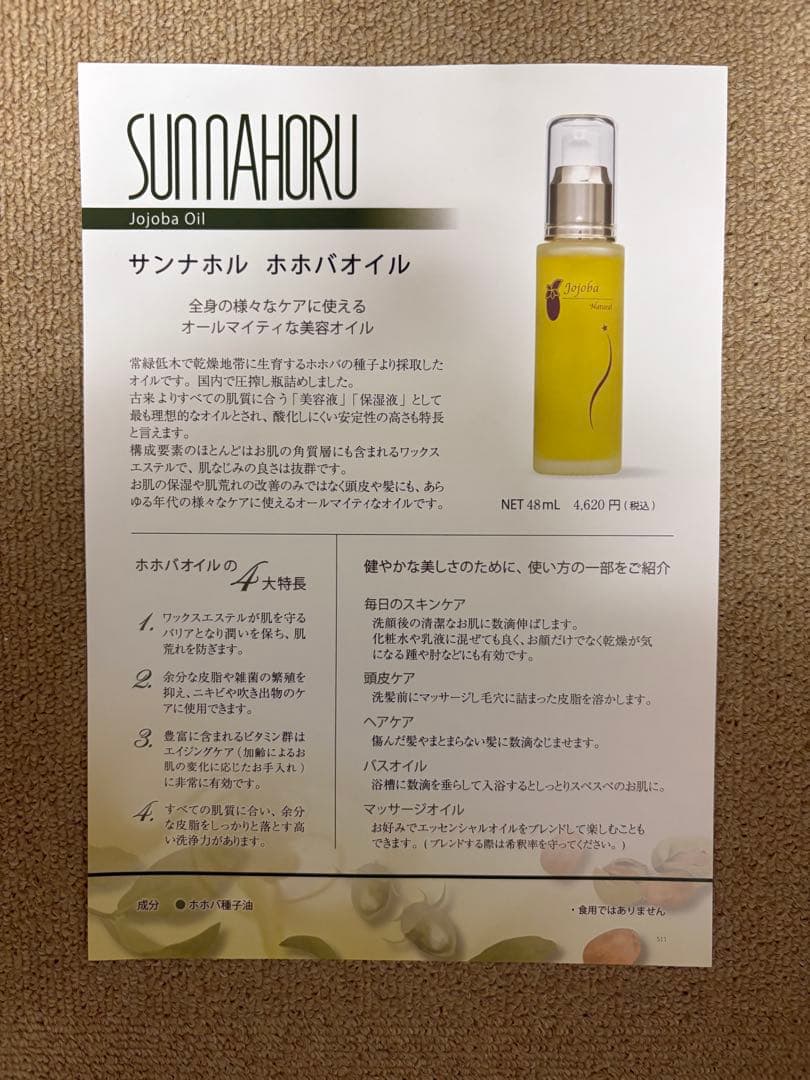 SUNNAHORU
Jojoba Oil
サンナホル ホホバオイル
全身の様々なケアに使える
オールマイティな美容オイル
常緑低木で乾燥地帯に生育するホホバの種子より採取した
オイルです。国内で圧搾し瓶詰めしました。
古来よりすべての肌質に合う「美容液」「保湿液」として
最も理想的なオイルとされ、酸化しにくい安定性の高さも特長
と言えます。
構成要素のほとんどはお肌の角質層にも含まれるワックス
エステルで、肌なじみの良さは抜群です。
お肌の保湿や肌荒れの改善のみではなく頭皮や髪にも、あら
ゆる年代の様々なケアに使えるオールマイティなオイルです。
Jojoba
Natural
NET 48mL 4,620円(税込)
ホホバオイルの4大特長
1. ワックスエステルが肌を守る
バリアとなり潤いを保ち、肌
荒れを防ぎます。
2. 余分な皮脂や雑菌の繁殖を
抑え、ニキビや吹き出物のケ
アに使用できます。
3. 豊富に含まれるビタミン群は
エイジングケア(加齢によるお
肌の変化に応じたお手入れ)
に非常に有効です。
4. すべての肌質に合い、余分
な皮脂をしっかりと落とす高
い洗浄力があります。
健やかな美しさのために、使い方の一部をご紹介
毎日のスキンケア
洗顔後の清潔なお肌に数滴伸ばします。
化粧水や乳液に混ぜても良く、お顔だけでなく乾燥が気
になる踵や肘などにも有効です。
頭皮ケア
洗髪前にマッサージし毛穴に詰まった皮脂を溶かします。
ヘアケア
傷んだ髪やまとまらない髪に数滴なじませます。
バスオイル
浴槽に数滴を垂らして入浴するとしっとりスベスベのお肌に。
マッサージオイル
お好みでエッセンシャルオイルをブレンドして楽しむことも
できます。(ブレンドする際は希釈率を守ってください。)
成分 ●ホホバ種子油
・食用ではありません
511